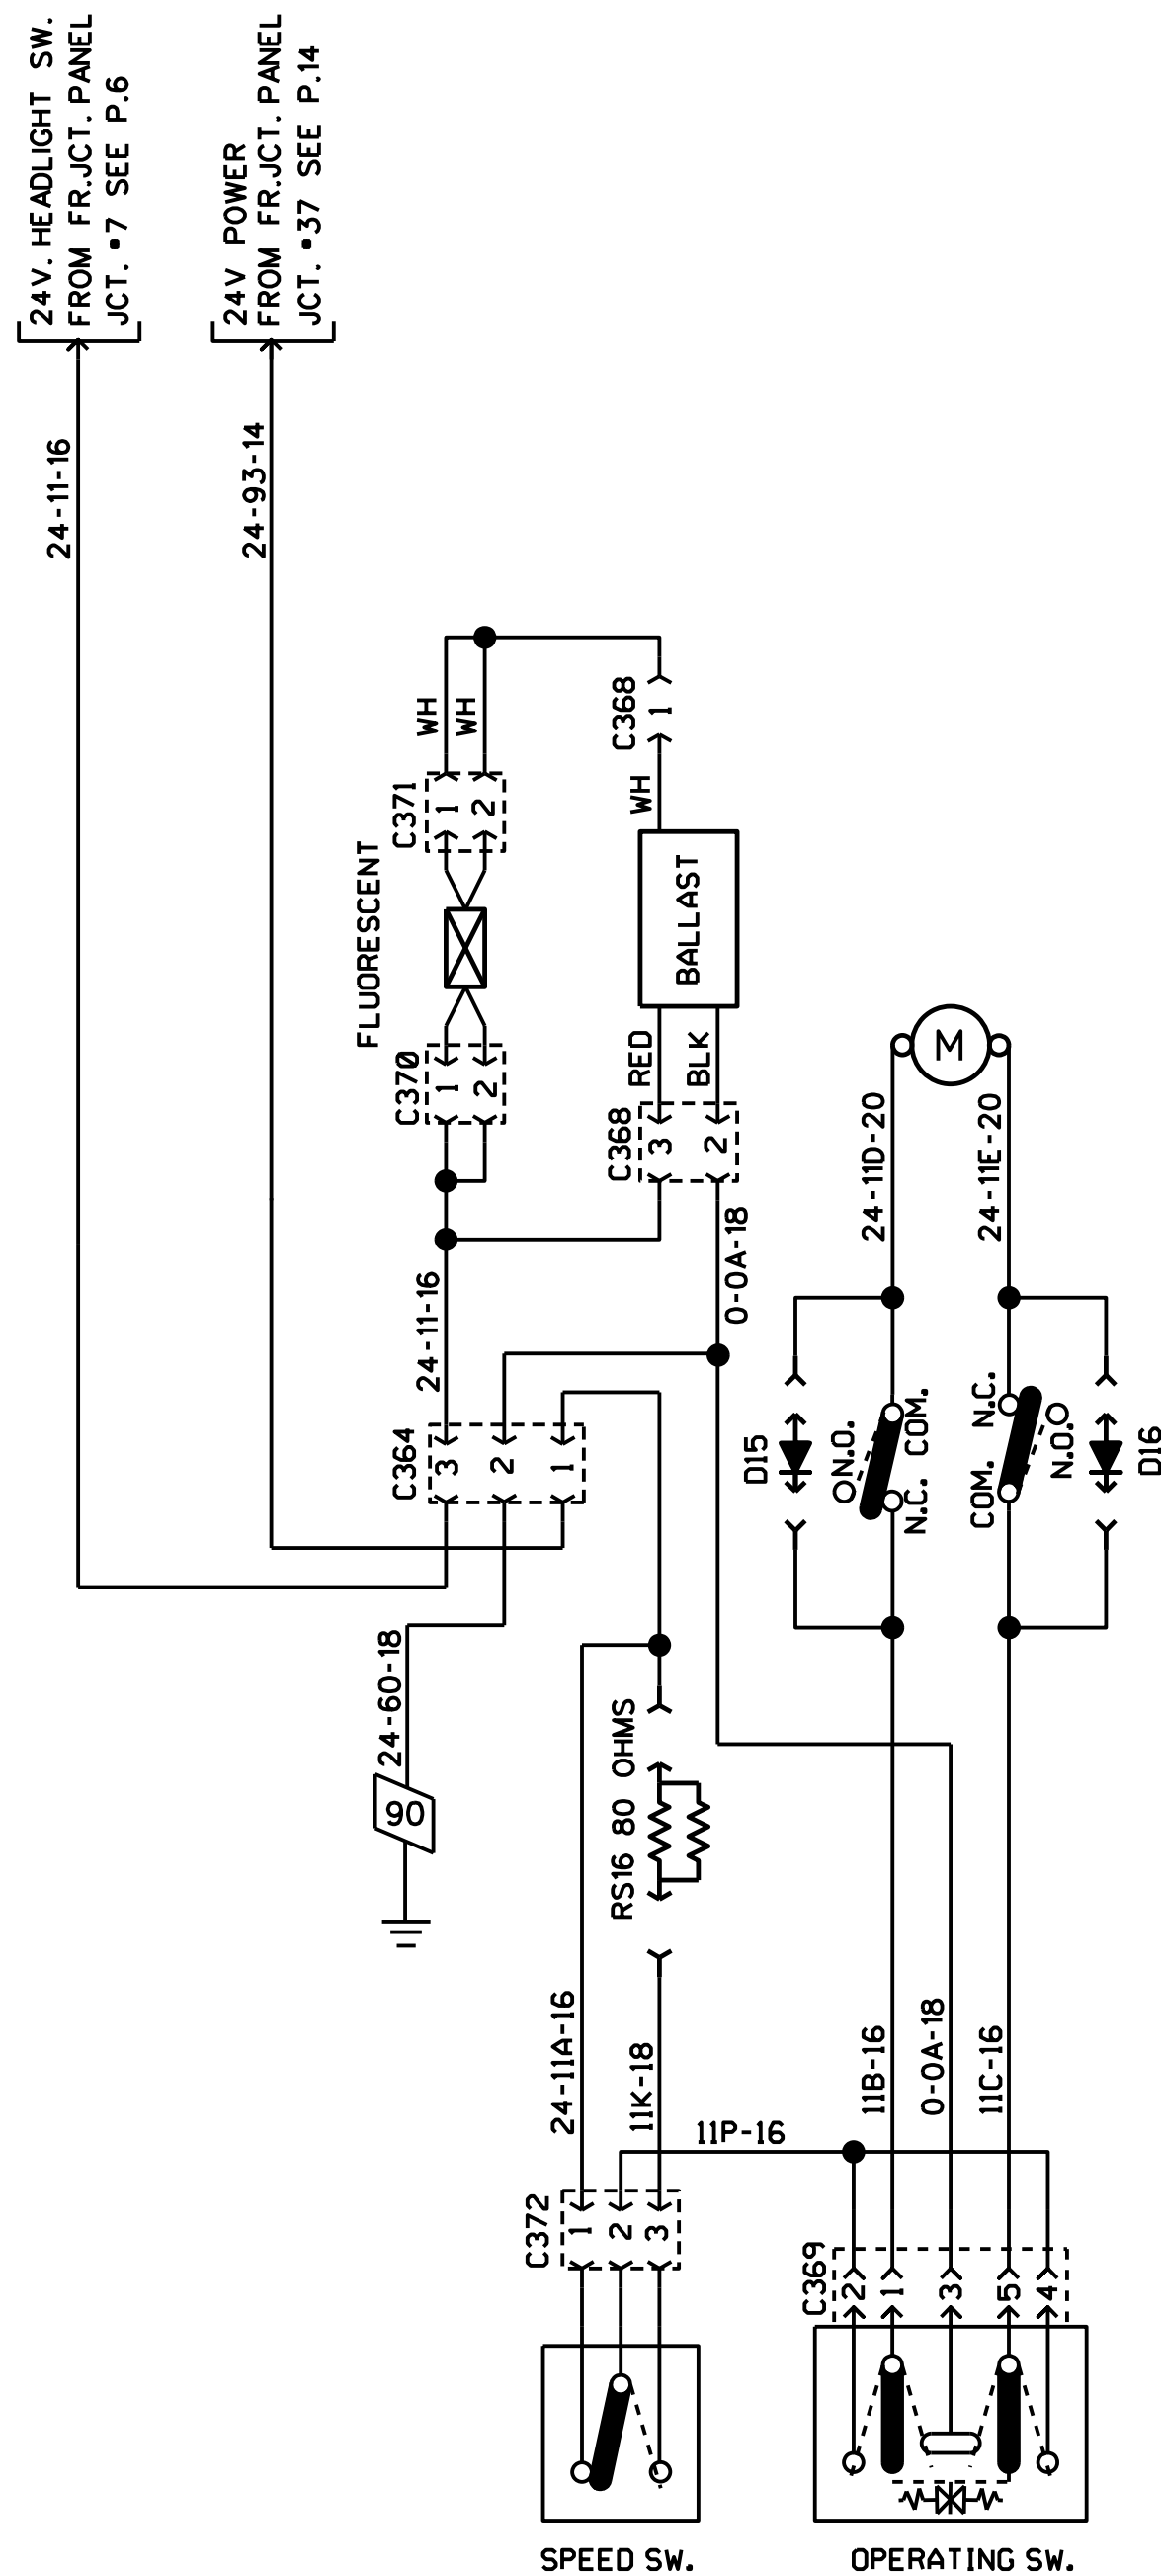 24V. HEADLIGHT SW.
FROM FR.JCT. PANEL
JCT. #7 SEE P.6
24V POWER
FROM FR.JCT. PANEL
JCT. #37 SEE P.14
24-11-16
24-93-14
WH
WH
C368
1
C371
1
2
WH
FLUORESCENT
BALLAST
C370
1
2
RED
BLK
M
C368
3
2
24-11D-20
24-11E-20
24-11-16
0-0A-18
C364
3
2
1
D15
N.O.
COM.
N.C.
N.C.
COM.
N.O.
D16
24-60-18
90
RS16 80 OHMS
24-11A-16
11K-18
11B-16
0-0A-18
11C-16
11P-16
C372
1
2
3
C369
2
1
3
5
4
SPEED SW.
OPERATING SW.